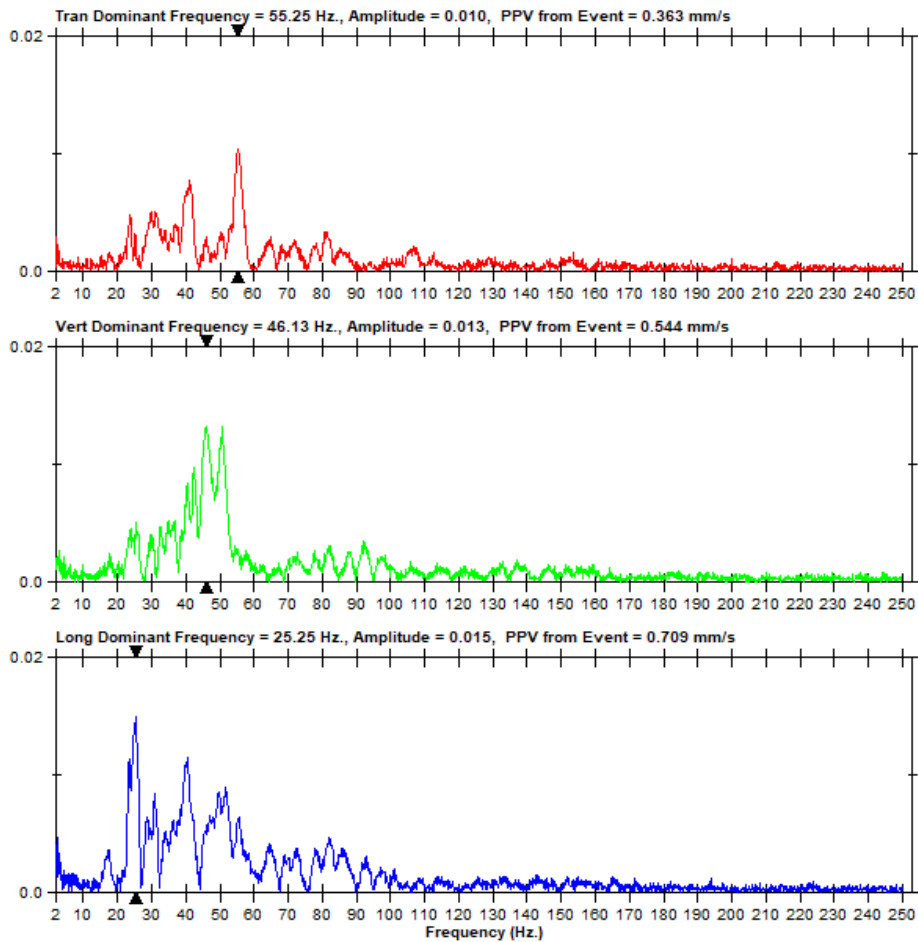 Tran Dominant Frequency = 55.25 Hz., Amplitude = 0.010, PPV from Event = 0.363 mm/s
0.02
0.0
2 10 20 30 40 50 60 70 80 90 100 110 120 130 140 150 160 170 180 190 200 210 220 230 240 250
Vert Dominant Frequency = 46.13 Hz., Amplitude = 0.013, PPV from Event = 0.544 mm/s
0.02
0.0
2 10 20 30 40 50 60 70 80 90 100 110 120 130 140 150 160 170 180 190 200 210 220 230 240 250
Long Dominant Frequency = 25.25 Hz., Amplitude = 0.015, PPV from Event = 0.709 mm/s
0.02
0.0
2 10 20 30 40 50 60 70 80 90 100 110 120 130 140 150 160 170 180 190 200 210 220 230 240 250
Frequency (Hz.)